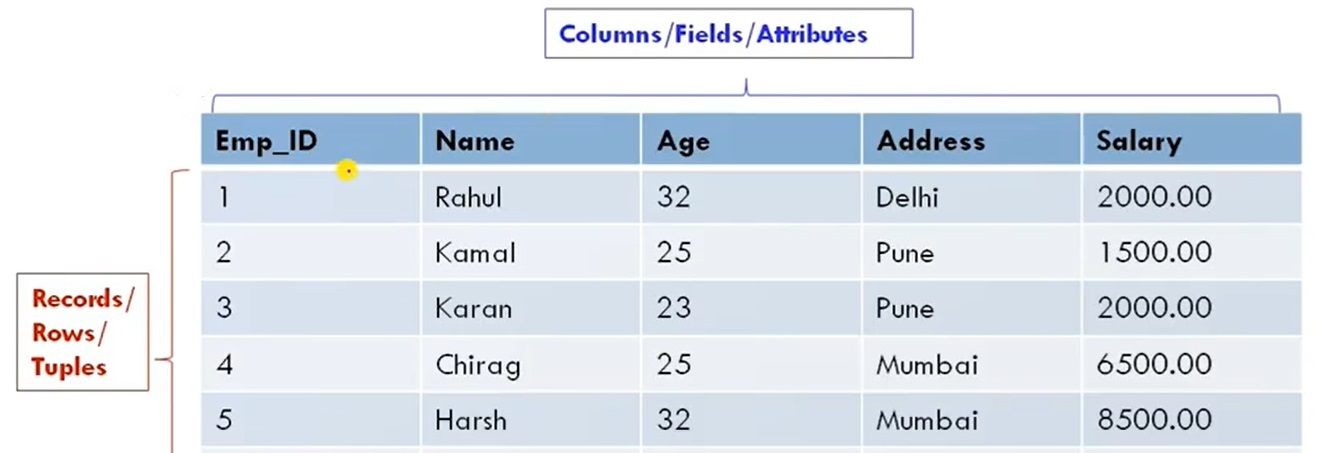 Columns/Fields/Attributes
Emp_ID Name Age Address Salary
1 Rahul 32 Delhi 2000.00
2 Kamal 25 Pune 1500.00
Records/
Rows/
Tuples
3 Karan 23 Pune 2000.00
4 Chirag 25 Mumbai 6500.00
5 Harsh 32 Mumbai 8500.00